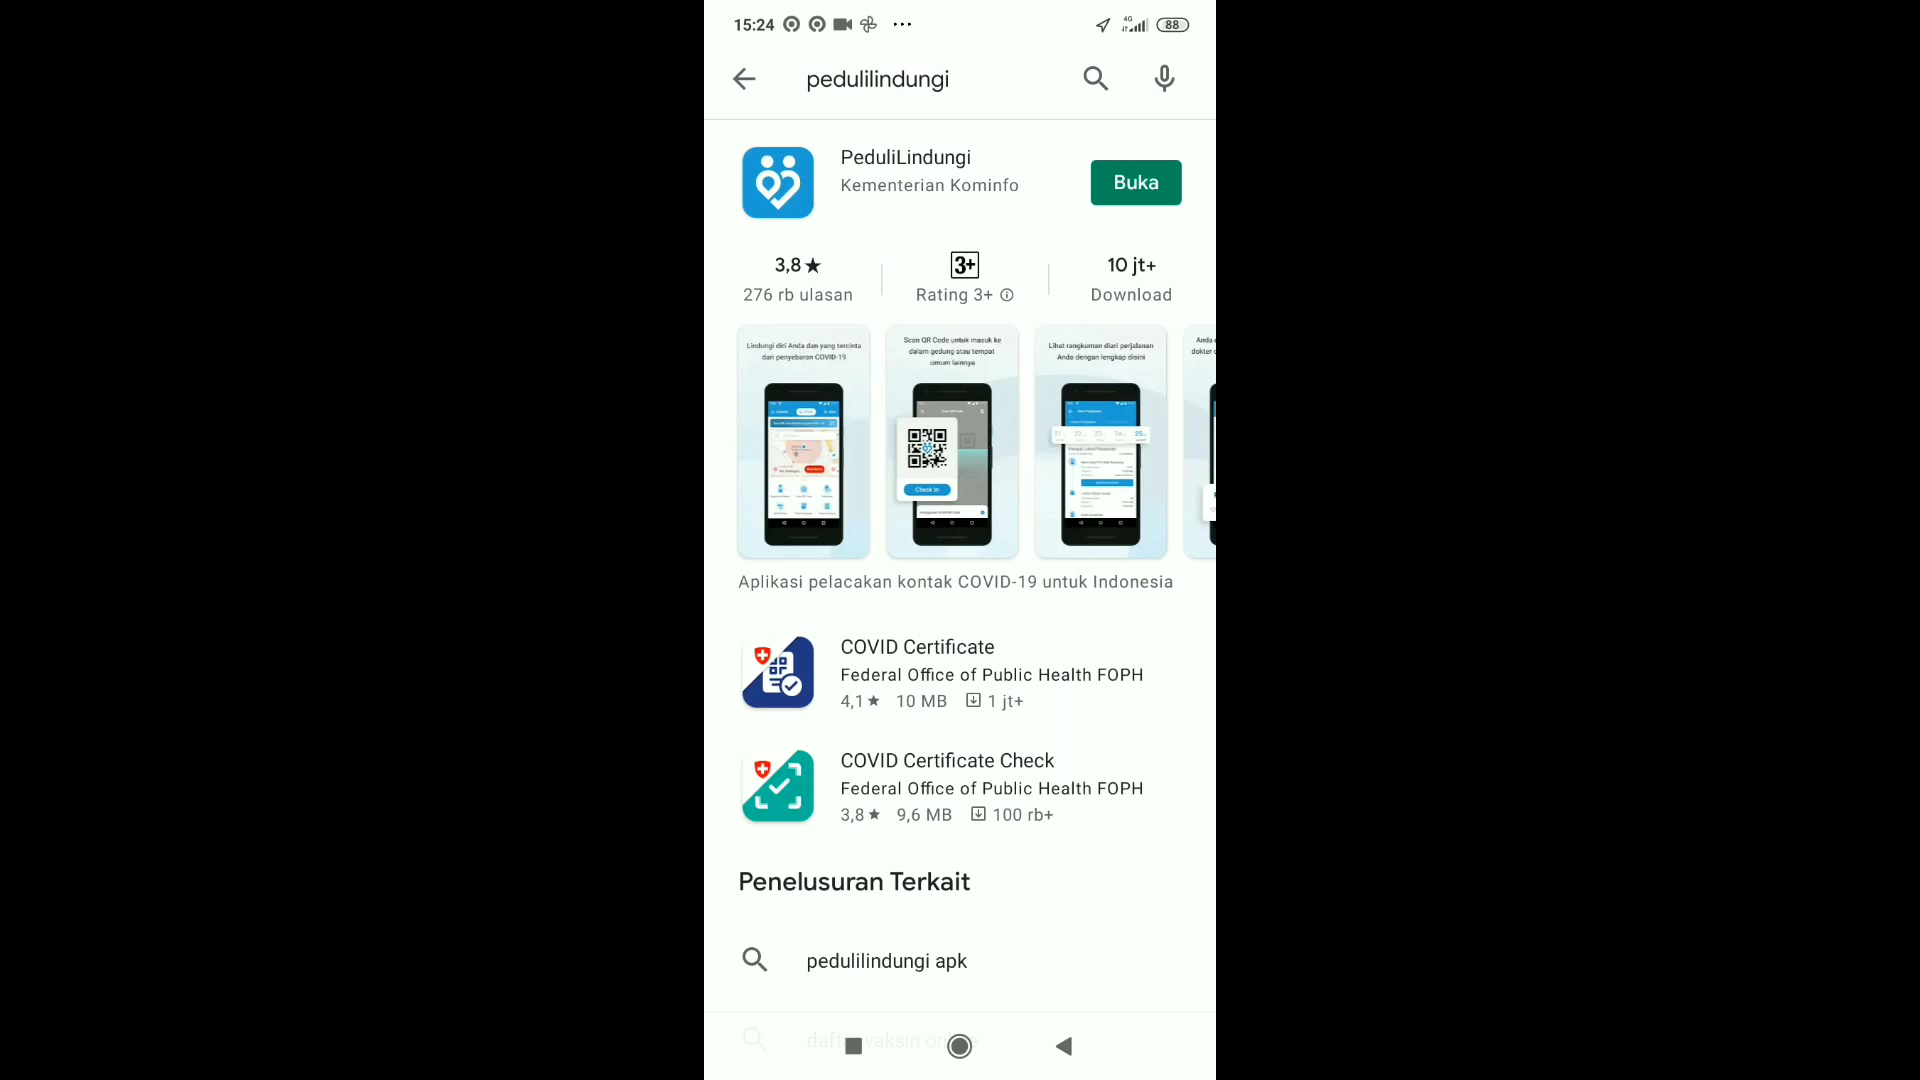 15:24
4G
88
pedulilindungi
PeduliLindungi
Kementerian Kominfo
Buka
3,8★
276 rb ulasan
3+
Rating 3+
10 jt+
Download
Lindungi diri Anda dan yang tercinta
dari penyebaran COVID-19
Scan QR Code untuk masuk ke
dalam gedung atau tempat
umum lainnya
Check In
Lihat rangkuman diari perjalanan
Anda dengan lengkap disini
Aplikasi pelacakan kontak COVID-19 untuk Indonesia
COVID Certificate
Federal Office of Public Health FOPH
4,1★ 10 MB 1 jt+
COVID Certificate Check
Federal Office of Public Health FOPH
3,8★ 9,6 MB 100 rb+
Penelusuran Terkait
pedulilindungi apk
vaksin